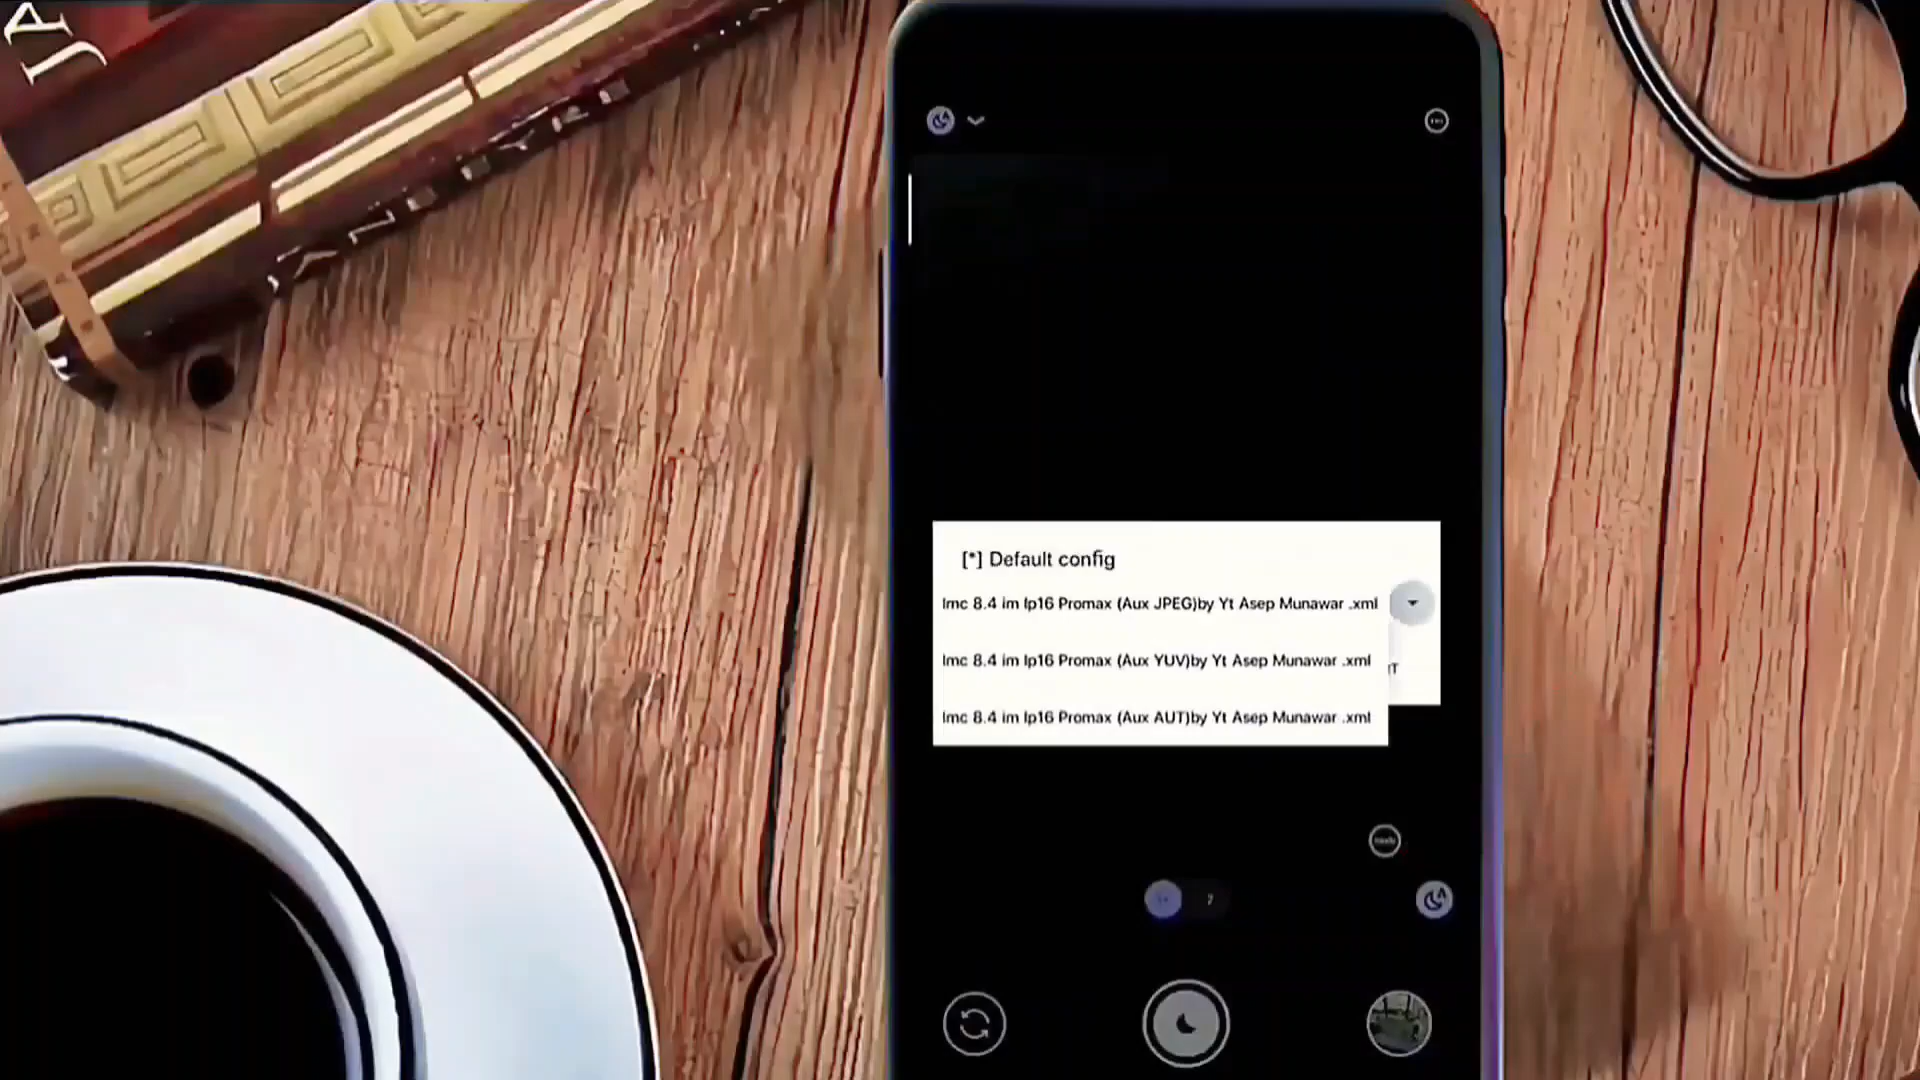 JA
[*] Default config
lmc 8.4 im Ip16 Promax (Aux JPEG)by Yt Asep Munawar .xml
lmc 8.4 im Ip16 Promax (Aux YUV)by Yt Asep Munawar .xml
lmc 8.4 im Ip16 Promax (Aux AUT)by Yt Asep Munawar .xml